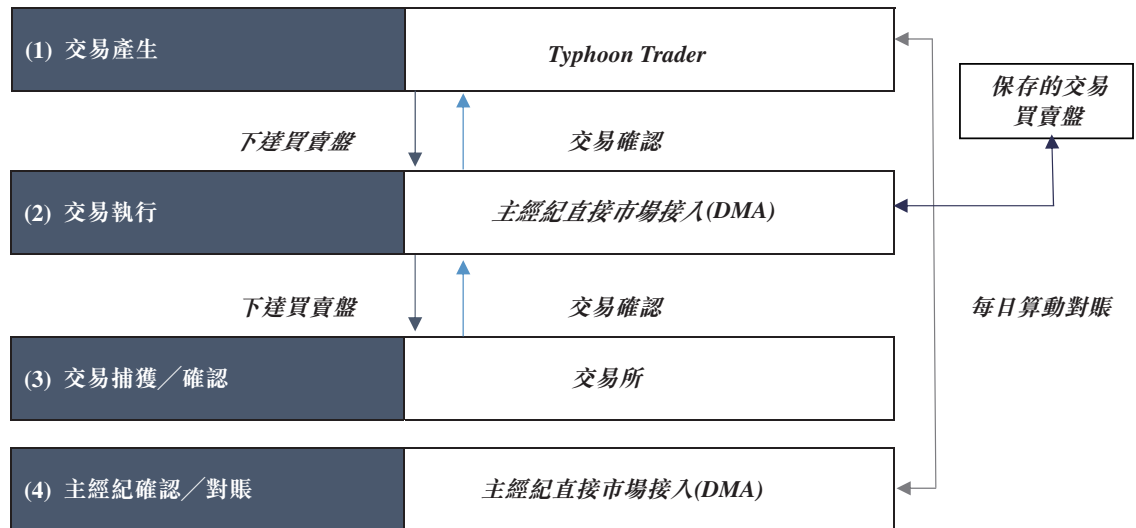 (1) 交易產生
Typhoon Trader
保存的交易
買賣盤
下達買賣盤
交易確認
(2) 交易執行
主經紀直接市場接入(DMA)
下達買賣盤
交易確認
每日算動對賬
(3) 交易捕獲／確認
交易所
(4) 主經紀確認／對賬
主經紀直接市場接入(DMA)